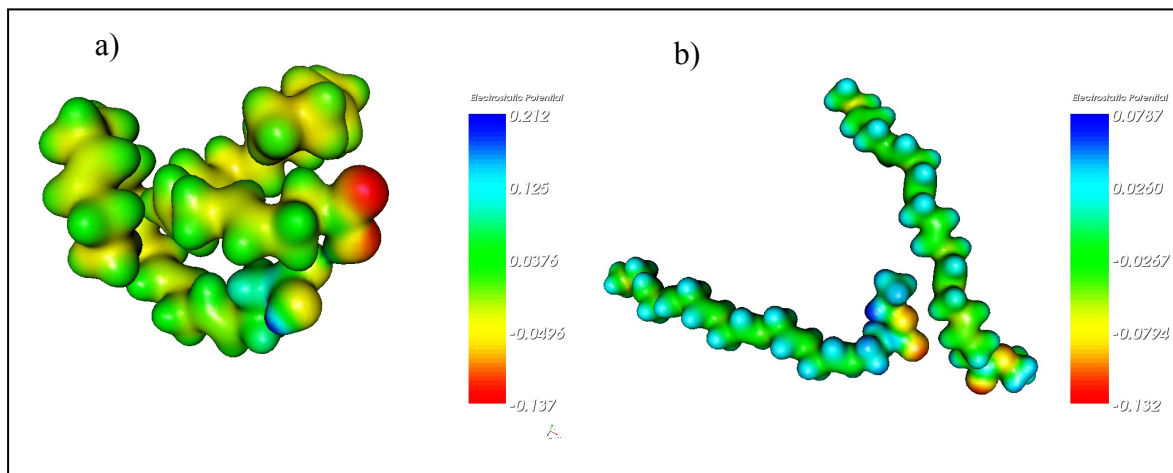 a)
b)
Electrostatic Potential
0.212
0.125
0.0376
-0.0496
-0.137
Electrostatic Potential
0.0787
0.0260
-0.0267
-0.0794
-0.132